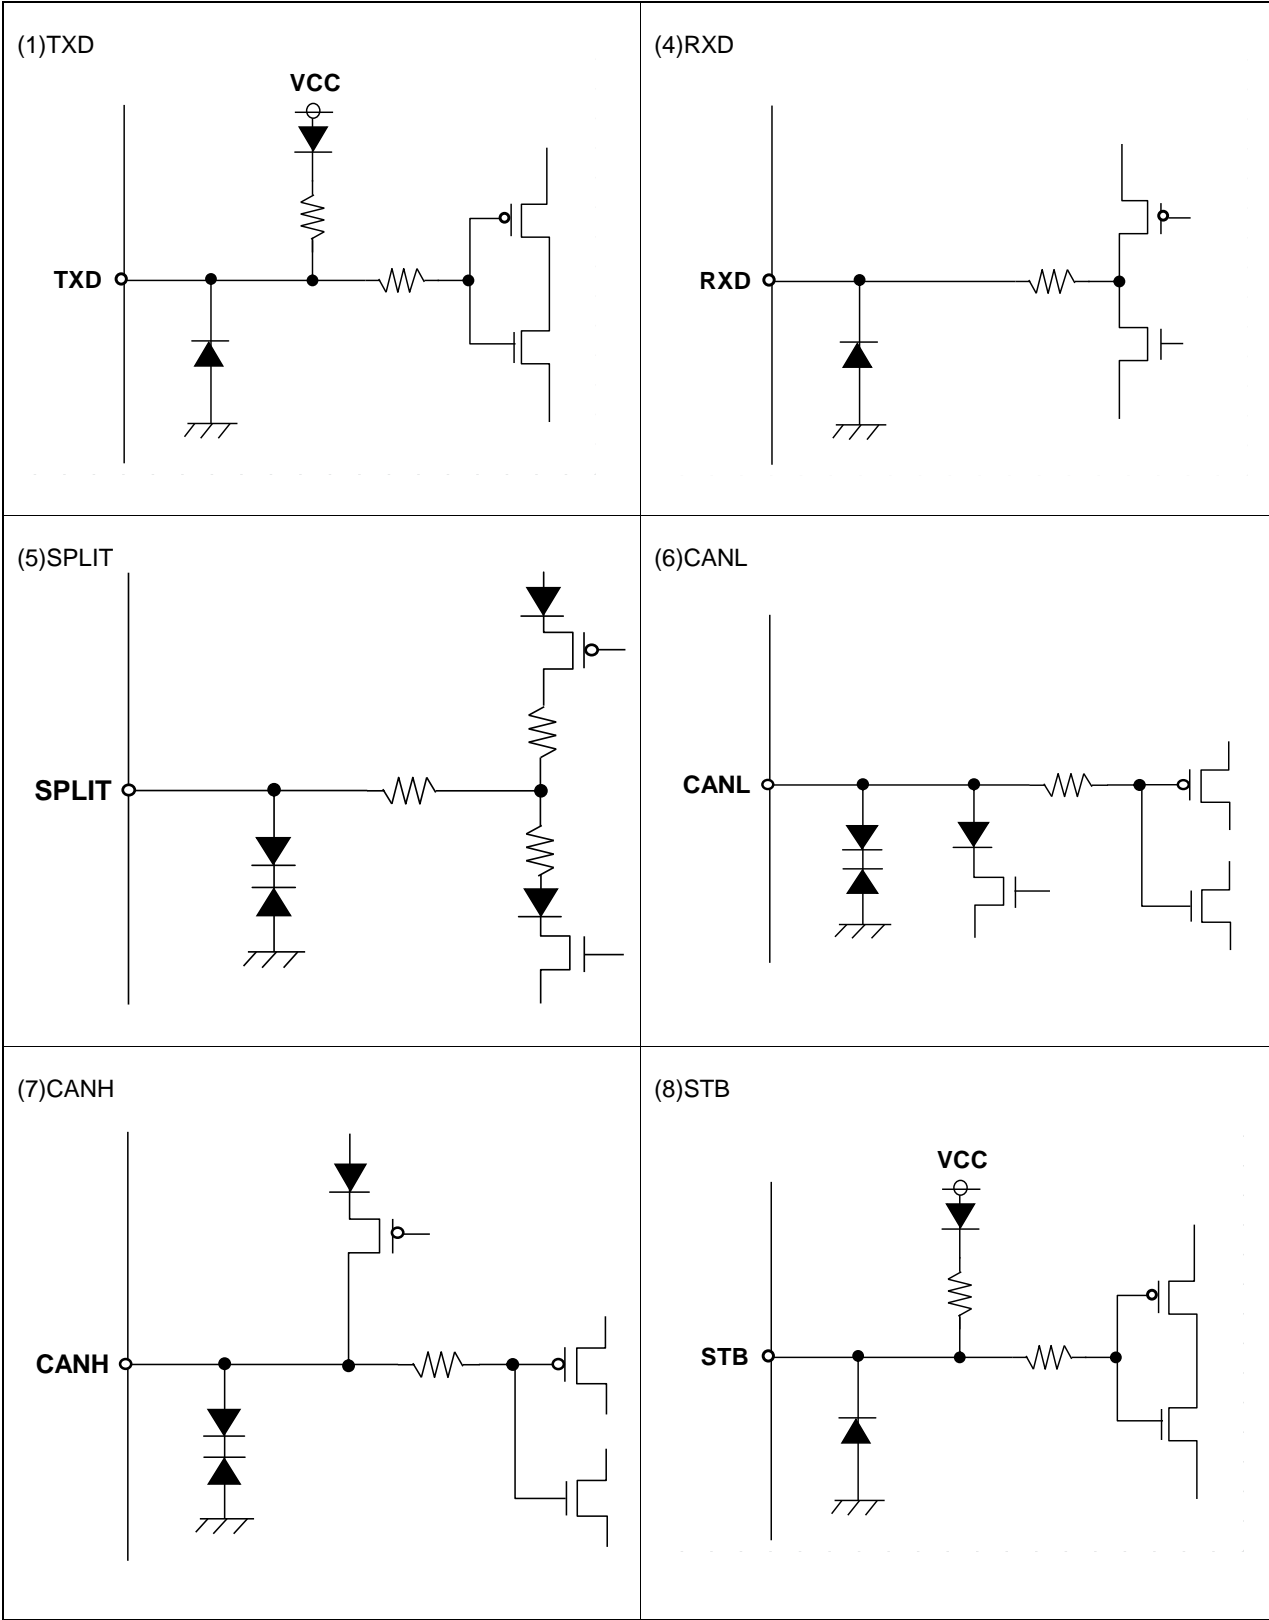 (1)TXD
VCC
TXD
(4)RXD
RXD
(5)SPLIT
SPLIT
(6)CANL
CANL
(7)CANH
CANH
(8)STB
VCC
STB